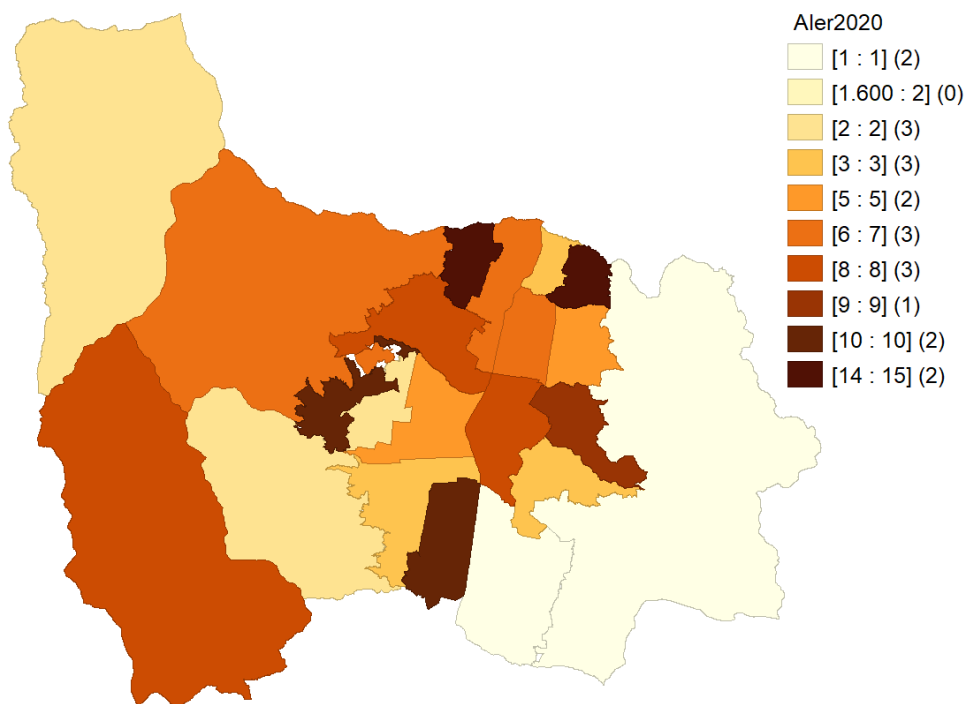 Aler2020
[1 : 1] (2)
[1.600 : 2] (0)
[2 : 2] (3)
[3 : 3] (3)
[5 : 5] (2)
[6 : 7] (3)
[8 : 8] (3)
[9 : 9] (1)
[10 : 10] (2)
[14 : 15] (2)